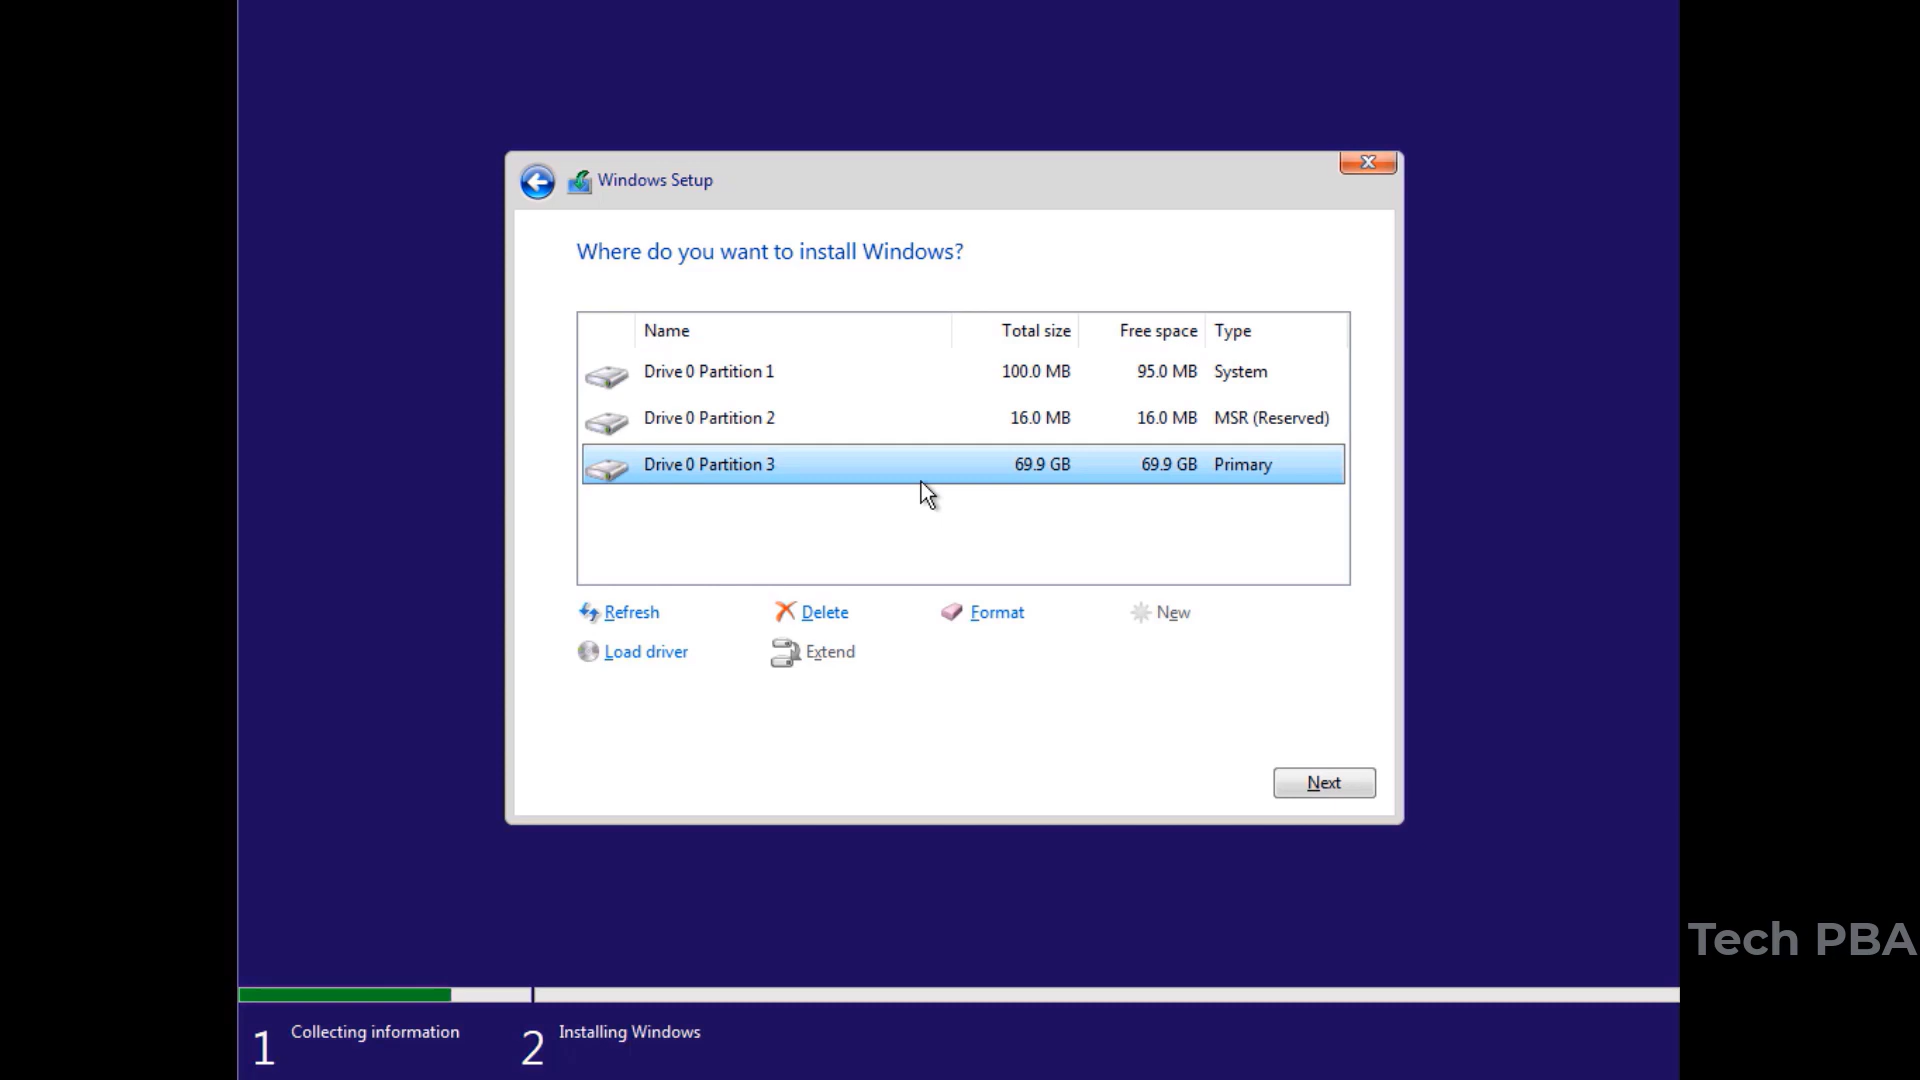 Windows Setup
Where do you want to install Windows?
Name Total size Free space Type
Drive 0 Partition 1 100.0 MB 95.0 MB System
Drive 0 Partition 2 16.0 MB 16.0 MB MSR (Reserved)
Drive 0 Partition 3 69.9 GB 69.9 GB Primary
Refresh Delete Format New
Load driver Extend
Next
Tech PBA
1 Collecting information 2 Installing Windows